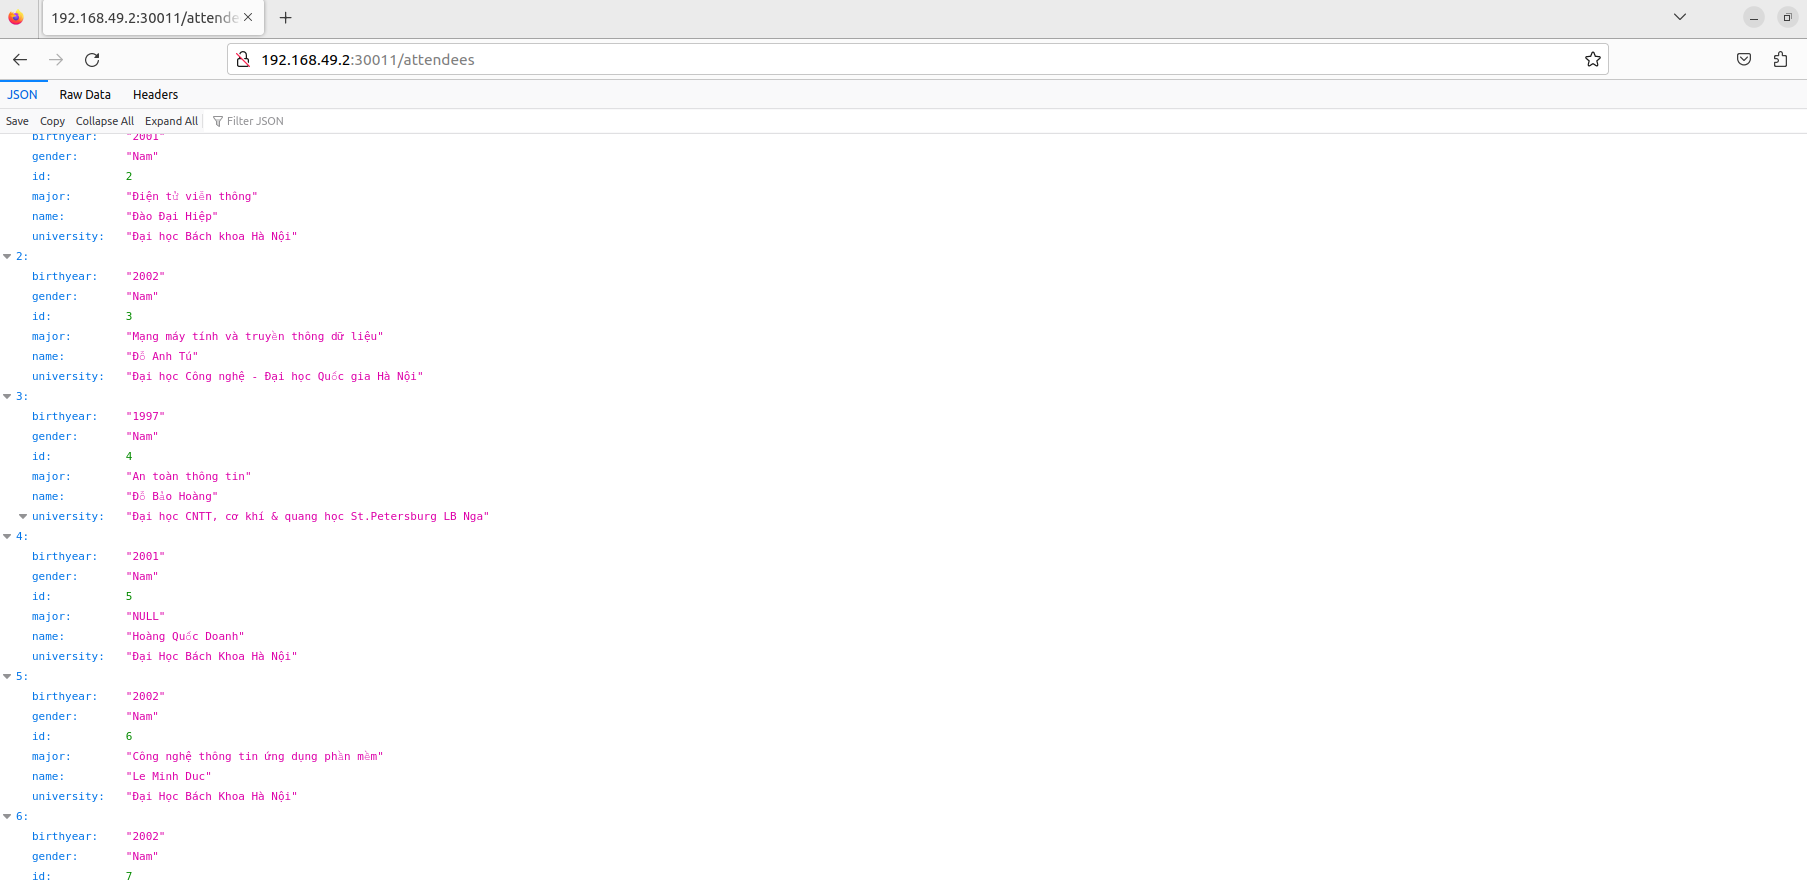 192.168.49.2:30011/attende
192.168.49.2:30011/attendees
JSON Raw Data Headers
Save Copy Collapse All Expand All Filter JSON
birthyear: "2001"
gender: "Nam"
id: 2
major: "Điện tử viễn thông"
name: "Đào Đại Hiệp"
university: "Đại học Bách khoa Hà Nội"
2:
birthyear: "2002"
gender: "Nam"
id: 3
major: "Mạng máy tính và truyền thông dữ liệu"
name: "Đỗ Anh Tú"
university: "Đại học Công nghệ - Đại học Quốc gia Hà Nội"
3:
birthyear: "1997"
gender: "Nam"
id: 4
major: "An toàn thông tin"
name: "Đỗ Bảo Hoàng"
university: "Đại học CNTT, cơ khí & quang học St.Petersburg LB Nga"
4:
birthyear: "2001"
gender: "Nam"
id: 5
major: "NULL"
name: "Hoàng Quốc Doanh"
university: "Đại Học Bách Khoa Hà Nội"
5:
birthyear: "2002"
gender: "Nam"
id: 6
major: "Công nghệ thông tin ứng dụng phần mềm"
name: "Le Minh Duc"
university: "Đại Học Bách Khoa Hà Nội"
6:
birthyear: "2002"
gender: "Nam"
id: 7